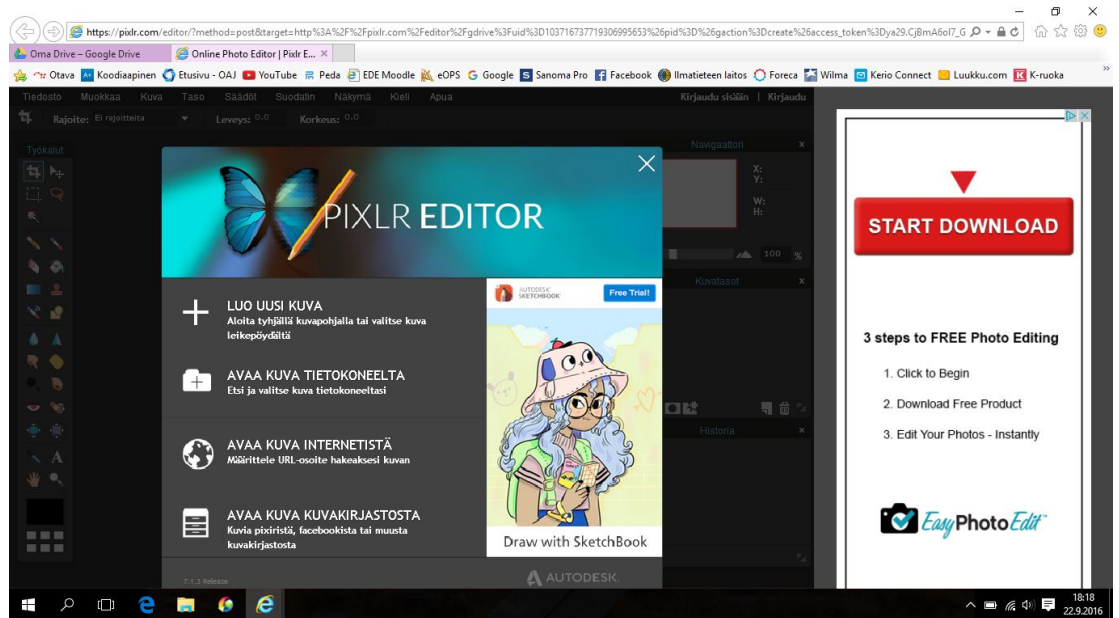 https://pixlr.com/editor/?method=post&target=http%3A%2F%2Fpixlr.com%2Feditor%2Fgdrive%3Fuid%3D103716737719306995653%26pid%3D%26gaction%3Dcreate%26access_token%3Dya29.CjBmA6ol7_G
Oma Drive – Google Drive
Online Photo Editor | Pixlr E...
Otava Koodiaapinen Etusivu - OAJ YouTube Peda EDE Moodle eOPS Google Sanoma Pro Facebook Ilmatieteen laitos Foreca Wilma Kerio Connect Luukku.com K-ruoka
Tiedosto Muokkaa Kuva Taso Säädöt Suodatin Näkymä Kieli Apua
Kirjaudu sisään | Kirjaudu
Rajoite: Ei rajoitteita Leveys: 0.0 Korkeus: 0.0
Työkalut
Navigaattori
X:
Y:
W:
H:
100 %
Kuvatasot
Historia
PIXLR EDITOR
LUO UUSI KUVA
Aloita tyhjällä kuvapohjalla tai valitse kuva
leikepöydältä
AVAA KUVA TIETOKONEELTA
Etsi ja valitse kuva tietokoneeltasi
AVAA KUVA INTERNETISTÄ
Määrittele URL-osoite hakeaksesi kuvan
AVAA KUVA KUVAKIRJASTOSTA
Kuvia pixiristä, facebookista tai muusta
kuvakirjastosta
AUTODESK
SKETCHBOOK
Free Trial!
Draw with SketchBook
7.1.3 Release
AUTODESK.
START DOWNLOAD
3 steps to FREE Photo Editing
1. Click to Begin
2. Download Free Product
3. Edit Your Photos - Instantly
EasyPhotoEdit™
18:18
22.9.2016